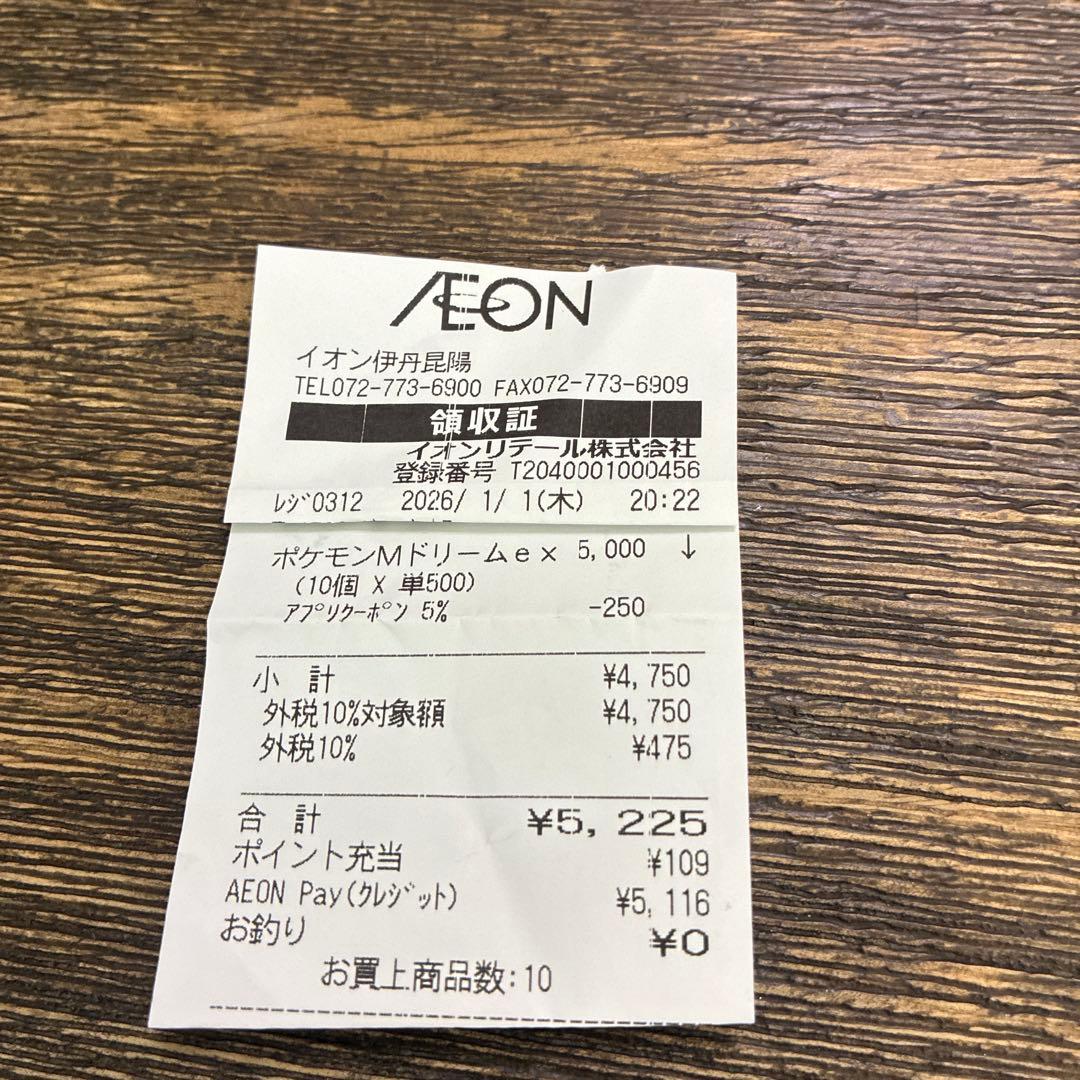 ÆON
イオン伊丹昆陽
TEL072-773-6900 FAX072-773-6909
領収証
イオンリテール株式会社
登録番号 T2040001000456
ﾚｼﾞ0312 2026/ 1/ 1(木) 20:22
ポケモンMドリームex 5,000 ↓
(10個 X 単500)
ｱﾌﾟﾘｸｰﾎﾟﾝ 5% -250
小 計 ¥4,750
外税10%対象額 ¥4,750
外税10% ¥475
合 計 ¥5,225
ポイント充当 ¥109
AEON Pay(ｸﾚｼﾞｯﾄ) ¥5,116
お釣り ¥0
お買上商品数:10